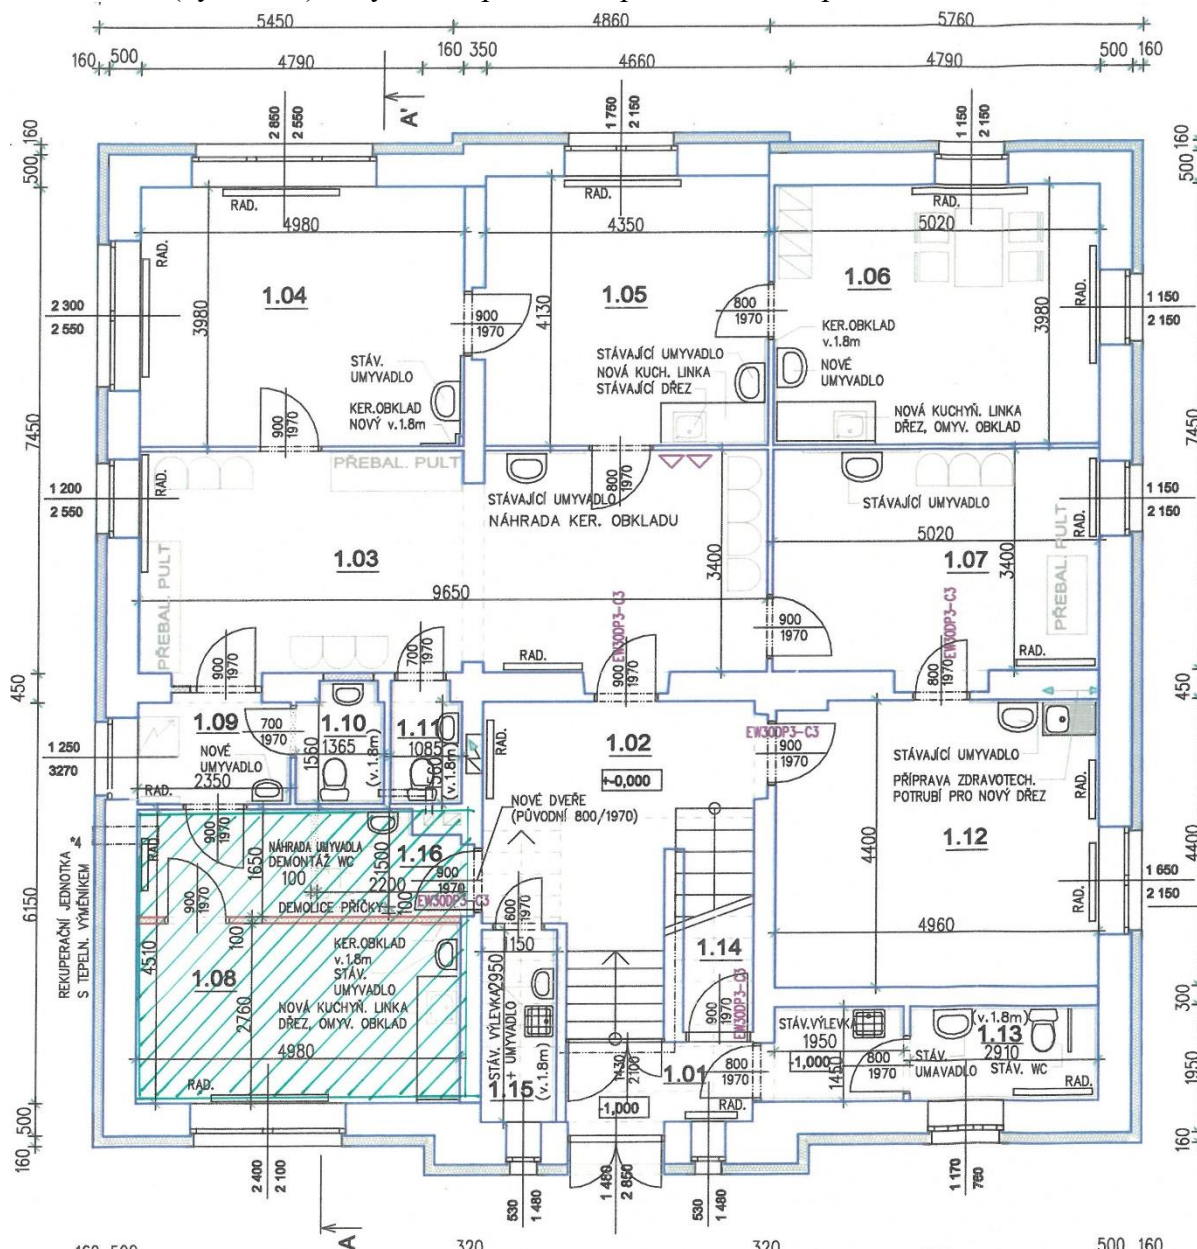 5450
4860
5760
160
500
160
350
500
160
4790
4660
4790
A'
2 850
2 550
1 750
2 150
1 150
2 150
160
500
500
160
RAD.
RAD.
RAD.
4980
4350
5020
RAD.
RAD.
2 300
2 550
1.04
1.05
1.06
1 150
2 150
3980
4130
3980
900
1970
800
1970
KER.OBKLAD
v.1.8m
NOVÉ
UMYVADLO
STÁV.
UMYVADLO
KER.OBKLAD
NOVÝ v.1.8m
STÁVAJÍCÍ UMYVADLO
NOVÁ KUCH. LINKA
STÁVAJÍCÍ DŘEZ
NOVÁ KUCHYŇ. LINKA
DŘEZ, OMYV. OBKLAD
900
1970
7450
7450
PŘEBAL. PULT
RAD.
1 200
2 550
800
1970
STÁVAJÍCÍ UMYVADLO
NÁHRADA KER. OBKLADU
STÁVAJÍCÍ UMYVADLO
RAD.
1 150
2 150
5020
PŘEBAL. PULT
1.03
3400
1.07
3400
PŘEBAL. PULT
9650
EW30DP3-C3
EW30DP3-C3
900
1970
RAD.
RAD.
900
1970
700
1970
900
1970
800
1970
450
450
1.09
700
1970
1.10
1.11
1.02
EW30DP3-C3
900
1970
1 250
3270
NOVÉ
UMYVADLO
2350
1560
1365
(v.1.8m)
1085
1560
(v.1.8m)
RAD.
+-0,000
STÁVAJÍCÍ UMYVADLO
PŘÍPRAVA ZDRAVOTECH.
POTRUBÍ PRO NOVÝ DŘEZ
RAD.
NOVÉ DVEŘE
(PŮVODNÍ 800/1970)
1.12
*4
RAD.
900
1970
1650
NÁHRADA UMYVADLA
DEMONTÁŽ WC
1500
1.16
100
2200
900
1970
EW30DP3-C3
DEMOLICE PŘÍČKY
100
900
1970
4400
4400
RAD.
1 650
2 150
6150
REKUPERAČNÍ JEDNOTKA
S TEPELN. VÝMĚNÍKEM
600
1970
4960
4510
100
KER.OBKLAD
v.1.8m
STÁV.
UMYVADLO
1.08
NOVÁ KUCHYŇ. LINKA
DŘEZ, OMYV. OBKLAD
2760
4980
1150
2950
STÁV. VÝLEVKA
+ UMYVADLO
(v.1.8m)
1.14
900
1970
EW30DP3-C3
300
STÁV.VÝLEVKA
1950
-1,000
1450
800
1970
(v.1.8m)
1.13
2910
STÁV.
UMAVADLO
STÁV. WC
RAD.
1430
2100
1.01
800
1970
RAD.
1.15
-1,000
RAD.
500
160
160
2 400
2 100
530
1 480
1 480
2 850
530
1 480
1 170
760
A
160
500
320
320
500
160